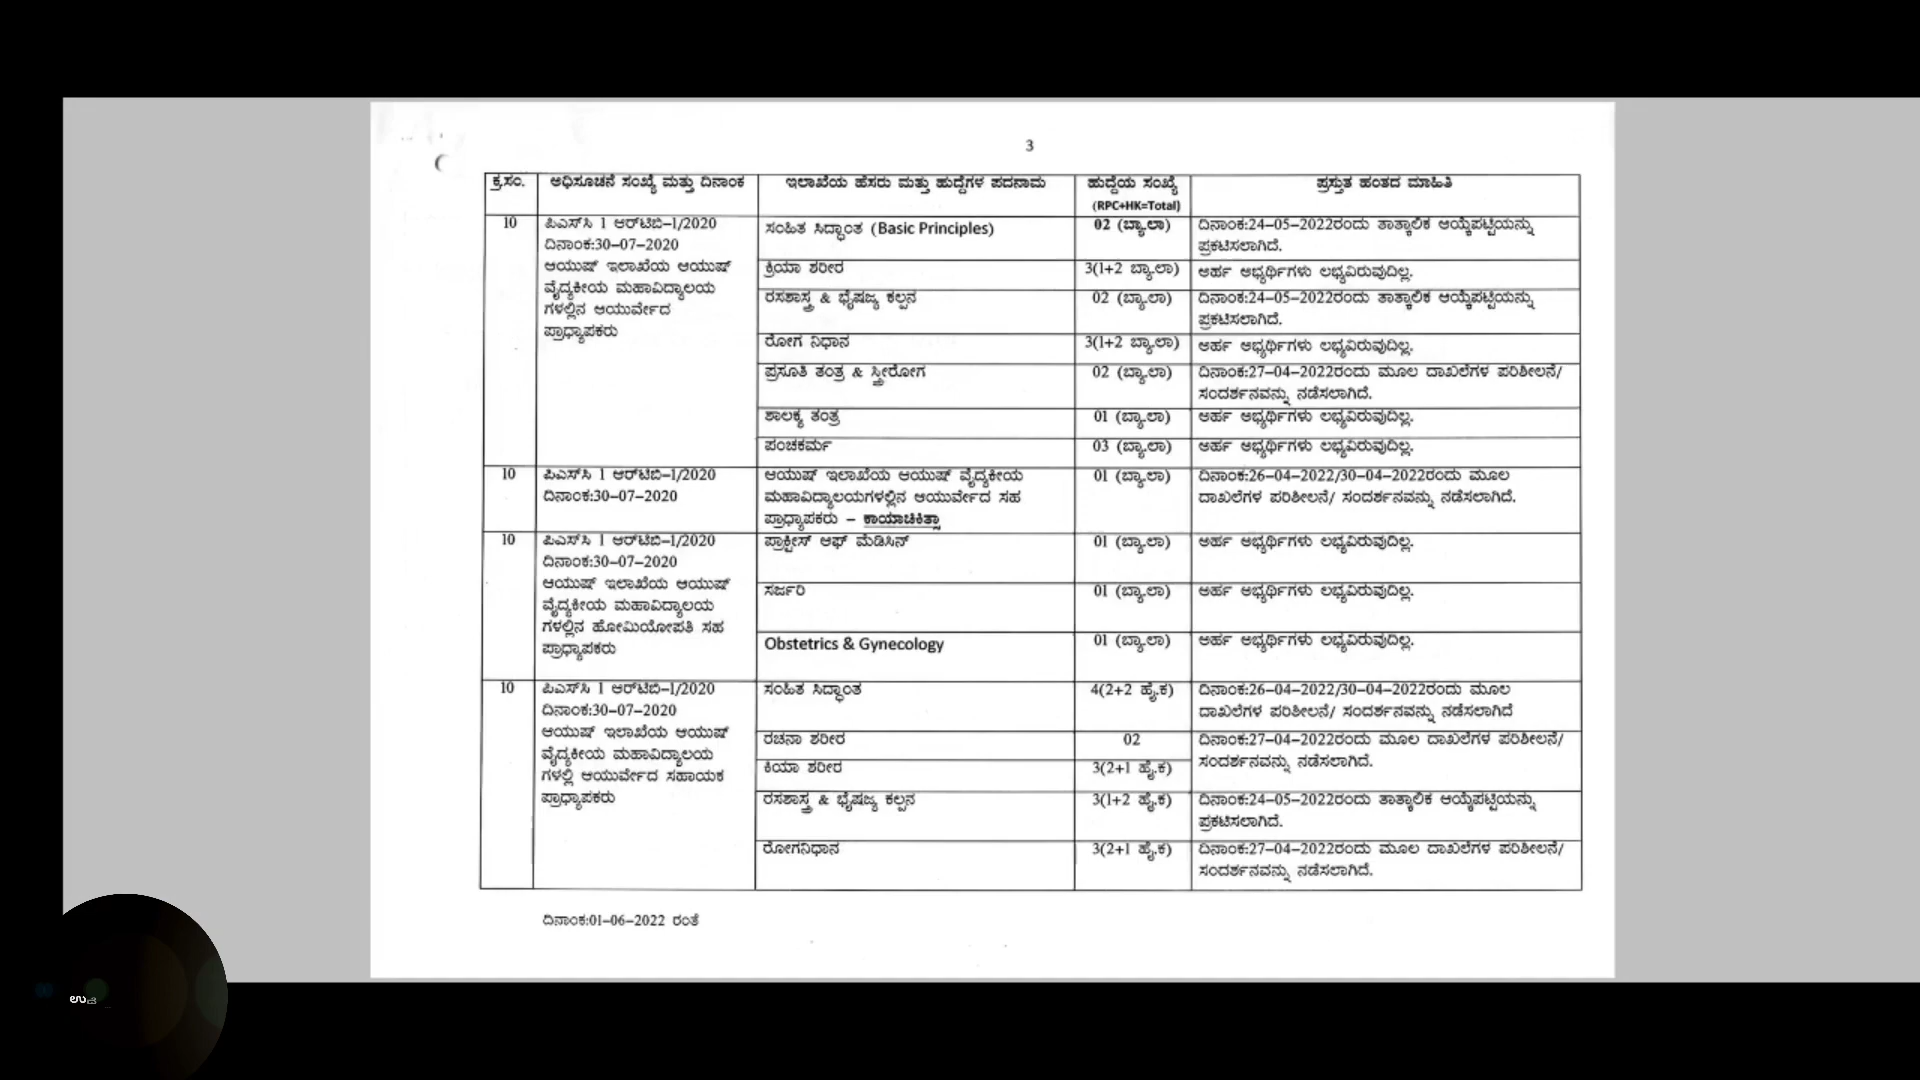 3
ಕ್ರ.ಸಂ. ಅಧಿಸೂಚನೆ ಸಂಖ್ಯೆ ಮತ್ತು ದಿನಾಂಕ ಇಲಾಖೆಯ ಹೆಸರು ಮತ್ತು ಹುದ್ದೆಗಳ ಪದನಾಮ ಹುದ್ದೆಯ ಸಂಖ್ಯೆ ಪ್ರಸ್ತುತ ಹಂತದ ಮಾಹಿತಿ
(RPC+HK=Total)
10 ಪಿಎಸ್‌ಸಿ 1 ಆರ್‌ಟಿಬಿ-1/2020 ಸಂಹಿತ ಸಿದ್ಧಾಂತ (Basic Principles) 02 (ಬ್ಯಾ.ಲಾ) ದಿನಾಂಕ:24-05-2022ರಂದು ತಾತ್ಕಾಲಿಕ ಆಯ್ಕೆಪಟ್ಟಿಯನ್ನು
ದಿನಾಂಕ:30-07-2020 ಪ್ರಕಟಿಸಲಾಗಿದೆ.
ಆಯುಷ್ ಇಲಾಖೆಯ ಆಯುಷ್ ಕ್ರಿಯಾ ಶರೀರ 3(1+2 ಬ್ಯಾ.ಲಾ) ಅರ್ಹ ಅಭ್ಯರ್ಥಿಗಳು ಲಭ್ಯವಿರುವುದಿಲ್ಲ.
ವೈದ್ಯಕೀಯ ಮಹಾವಿದ್ಯಾಲಯ ರಸಶಾಸ್ತ್ರ & ಭೈಷಜ್ಯ ಕಲ್ಪನ 02 (ಬ್ಯಾ.ಲಾ) ದಿನಾಂಕ:24-05-2022ರಂದು ತಾತ್ಕಾಲಿಕ ಆಯ್ಕೆಪಟ್ಟಿಯನ್ನು
ಗಳಲ್ಲಿನ ಆಯುರ್ವೇದ ಪ್ರಕಟಿಸಲಾಗಿದೆ.
ಪ್ರಾಧ್ಯಾಪಕರು ರೋಗ ನಿಧಾನ 3(1+2 ಬ್ಯಾ.ಲಾ) ಅರ್ಹ ಅಭ್ಯರ್ಥಿಗಳು ಲಭ್ಯವಿರುವುದಿಲ್ಲ.
ಪ್ರಸೂತಿ ತಂತ್ರ & ಸ್ತ್ರೀರೋಗ 02 (ಬ್ಯಾ.ಲಾ) ದಿನಾಂಕ:27-04-2022ರಂದು ಮೂಲ ದಾಖಲೆಗಳ ಪರಿಶೀಲನೆ/
ಸಂದರ್ಶನವನ್ನು ನಡೆಸಲಾಗಿದೆ.
ಶಾಲಕ್ಯ ತಂತ್ರ 01 (ಬ್ಯಾ.ಲಾ) ಅರ್ಹ ಅಭ್ಯರ್ಥಿಗಳು ಲಭ್ಯವಿರುವುದಿಲ್ಲ.
ಪಂಚಕರ್ಮ 03 (ಬ್ಯಾ.ಲಾ) ಅರ್ಹ ಅಭ್ಯರ್ಥಿಗಳು ಲಭ್ಯವಿರುವುದಿಲ್ಲ.
10 ಪಿಎಸ್‌ಸಿ 1 ಆರ್‌ಟಿಬಿ-1/2020 ಆಯುಷ್ ಇಲಾಖೆಯ ಆಯುಷ್ ವೈದ್ಯಕೀಯ 01 (ಬ್ಯಾ.ಲಾ) ದಿನಾಂಕ:26-04-2022/30-04-2022ರಂದು ಮೂಲ
ದಿನಾಂಕ:30-07-2020 ಮಹಾವಿದ್ಯಾಲಯಗಳಲ್ಲಿನ ಆಯುರ್ವೇದ ಸಹ ದಾಖಲೆಗಳ ಪರಿಶೀಲನೆ/ ಸಂದರ್ಶನವನ್ನು ನಡೆಸಲಾಗಿದೆ.
ಪ್ರಾಧ್ಯಾಪಕರು – ಕಾಯಾಚಿಕಿತ್ಸಾ
10 ಪಿಎಸ್‌ಸಿ 1 ಆರ್‌ಟಿಬಿ-1/2020 ಪ್ರಾಕ್ಟೀಸ್ ಆಫ್ ಮೆಡಿಸಿನ್ 01 (ಬ್ಯಾ.ಲಾ) ಅರ್ಹ ಅಭ್ಯರ್ಥಿಗಳು ಲಭ್ಯವಿರುವುದಿಲ್ಲ.
ದಿನಾಂಕ:30-07-2020
ಆಯುಷ್ ಇಲಾಖೆಯ ಆಯುಷ್ ಸರ್ಜರಿ 01 (ಬ್ಯಾ.ಲಾ) ಅರ್ಹ ಅಭ್ಯರ್ಥಿಗಳು ಲಭ್ಯವಿರುವುದಿಲ್ಲ.
ವೈದ್ಯಕೀಯ ಮಹಾವಿದ್ಯಾಲಯ
ಗಳಲ್ಲಿನ ಹೋಮಿಯೋಪತಿ ಸಹ Obstetrics & Gynecology 01 (ಬ್ಯಾ.ಲಾ) ಅರ್ಹ ಅಭ್ಯರ್ಥಿಗಳು ಲಭ್ಯವಿರುವುದಿಲ್ಲ.
ಪ್ರಾಧ್ಯಾಪಕರು
10 ಪಿಎಸ್‌ಸಿ 1 ಆರ್‌ಟಿಬಿ-1/2020 ಸಂಹಿತ ಸಿದ್ಧಾಂತ 4(2+2 ಹೈ.ಕ) ದಿನಾಂಕ:26-04-2022/30-04-2022ರಂದು ಮೂಲ
ದಿನಾಂಕ:30-07-2020 ದಾಖಲೆಗಳ ಪರಿಶೀಲನೆ/ ಸಂದರ್ಶನವನ್ನು ನಡೆಸಲಾಗಿದೆ
ಆಯುಷ್ ಇಲಾಖೆಯ ಆಯುಷ್ ರಚನಾ ಶರೀರ 02 ದಿನಾಂಕ:27-04-2022ರಂದು ಮೂಲ ದಾಖಲೆಗಳ ಪರಿಶೀಲನೆ/
ವೈದ್ಯಕೀಯ ಮಹಾವಿದ್ಯಾಲಯ ಕಿಯಾ ಶರೀರ 3(2+1 ಹೈ.ಕ) ಸಂದರ್ಶನವನ್ನು ನಡೆಸಲಾಗಿದೆ.
ಗಳಲ್ಲಿ ಆಯುರ್ವೇದ ಸಹಾಯಕ
ಪ್ರಾಧ್ಯಾಪಕರು ರಸಶಾಸ್ತ್ರ & ಭೈಷಜ್ಯ ಕಲ್ಪನ 3(1+2 ಹೈ.ಕ) ದಿನಾಂಕ:24-05-2022ರಂದು ತಾತ್ಕಾಲಿಕ ಆಯ್ಕೆಪಟ್ಟಿಯನ್ನು
ಪ್ರಕಟಿಸಲಾಗಿದೆ.
ರೋಗನಿಧಾನ 3(2+1 ಹೈ.ಕ) ದಿನಾಂಕ:27-04-2022ರಂದು ಮೂಲ ದಾಖಲೆಗಳ ಪರಿಶೀಲನೆ/
ಸಂದರ್ಶನವನ್ನು ನಡೆಸಲಾಗಿದೆ.
ದಿನಾಂಕ:01-06-2022 ರಂತೆ